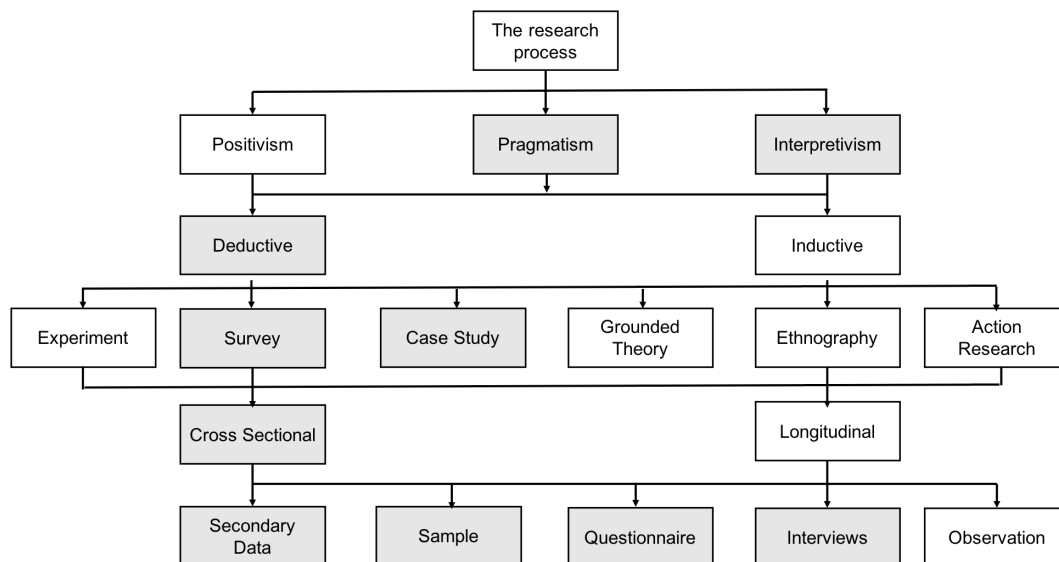 The research
process
Positivism
Pragmatism
Interpretivism
Deductive
Inductive
Experiment
Survey
Case Study
Grounded
Theory
Ethnography
Action
Research
Cross Sectional
Longitudinal
Secondary
Data
Sample
Questionnaire
Interviews
Observation